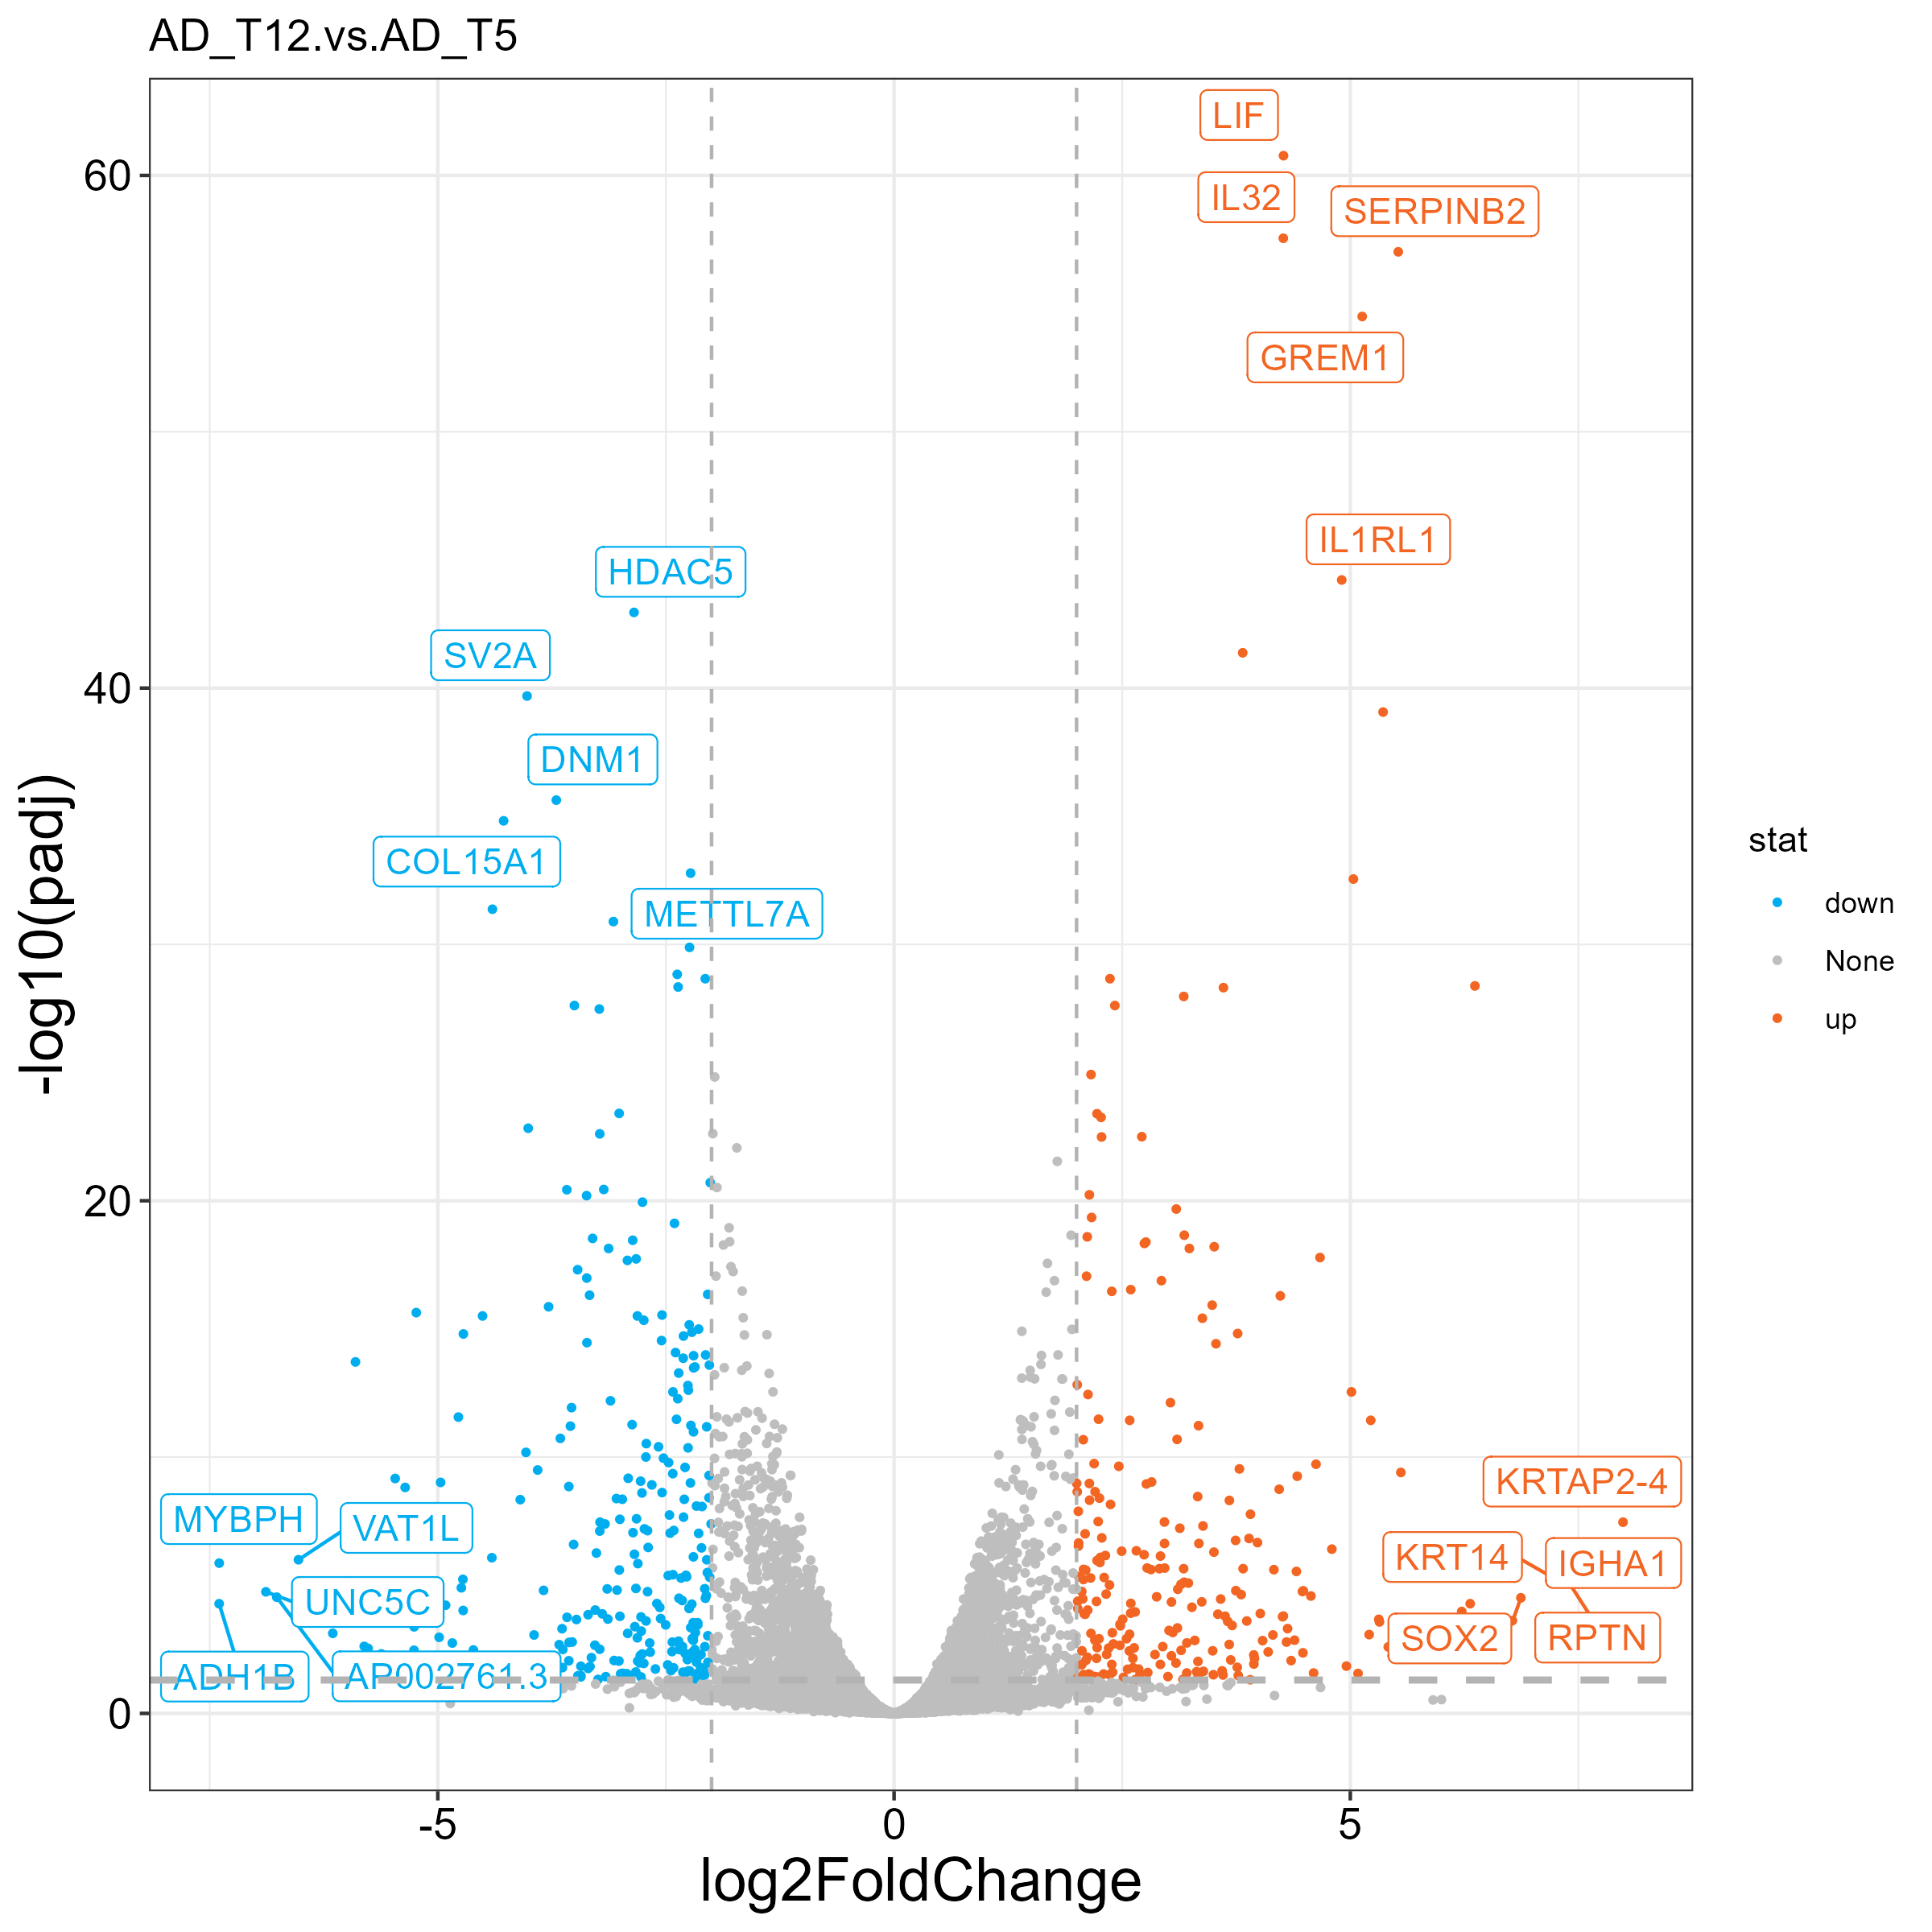 AD_T12.vs.AD_T5
LIF
60
IL32
SERPINB2
GREM1
IL1RL1
HDAC5
SV2A
40
DNM1
COL15A1
METTL7A
-log10(padj)
stat
down
None
up
20
KRTAP2-4
MYBPH
VAT1L
KRT14
IGHA1
UNC5C
SOX2
RPTN
ADH1B
AP002761.3
0
-5
0
5
log2FoldChange